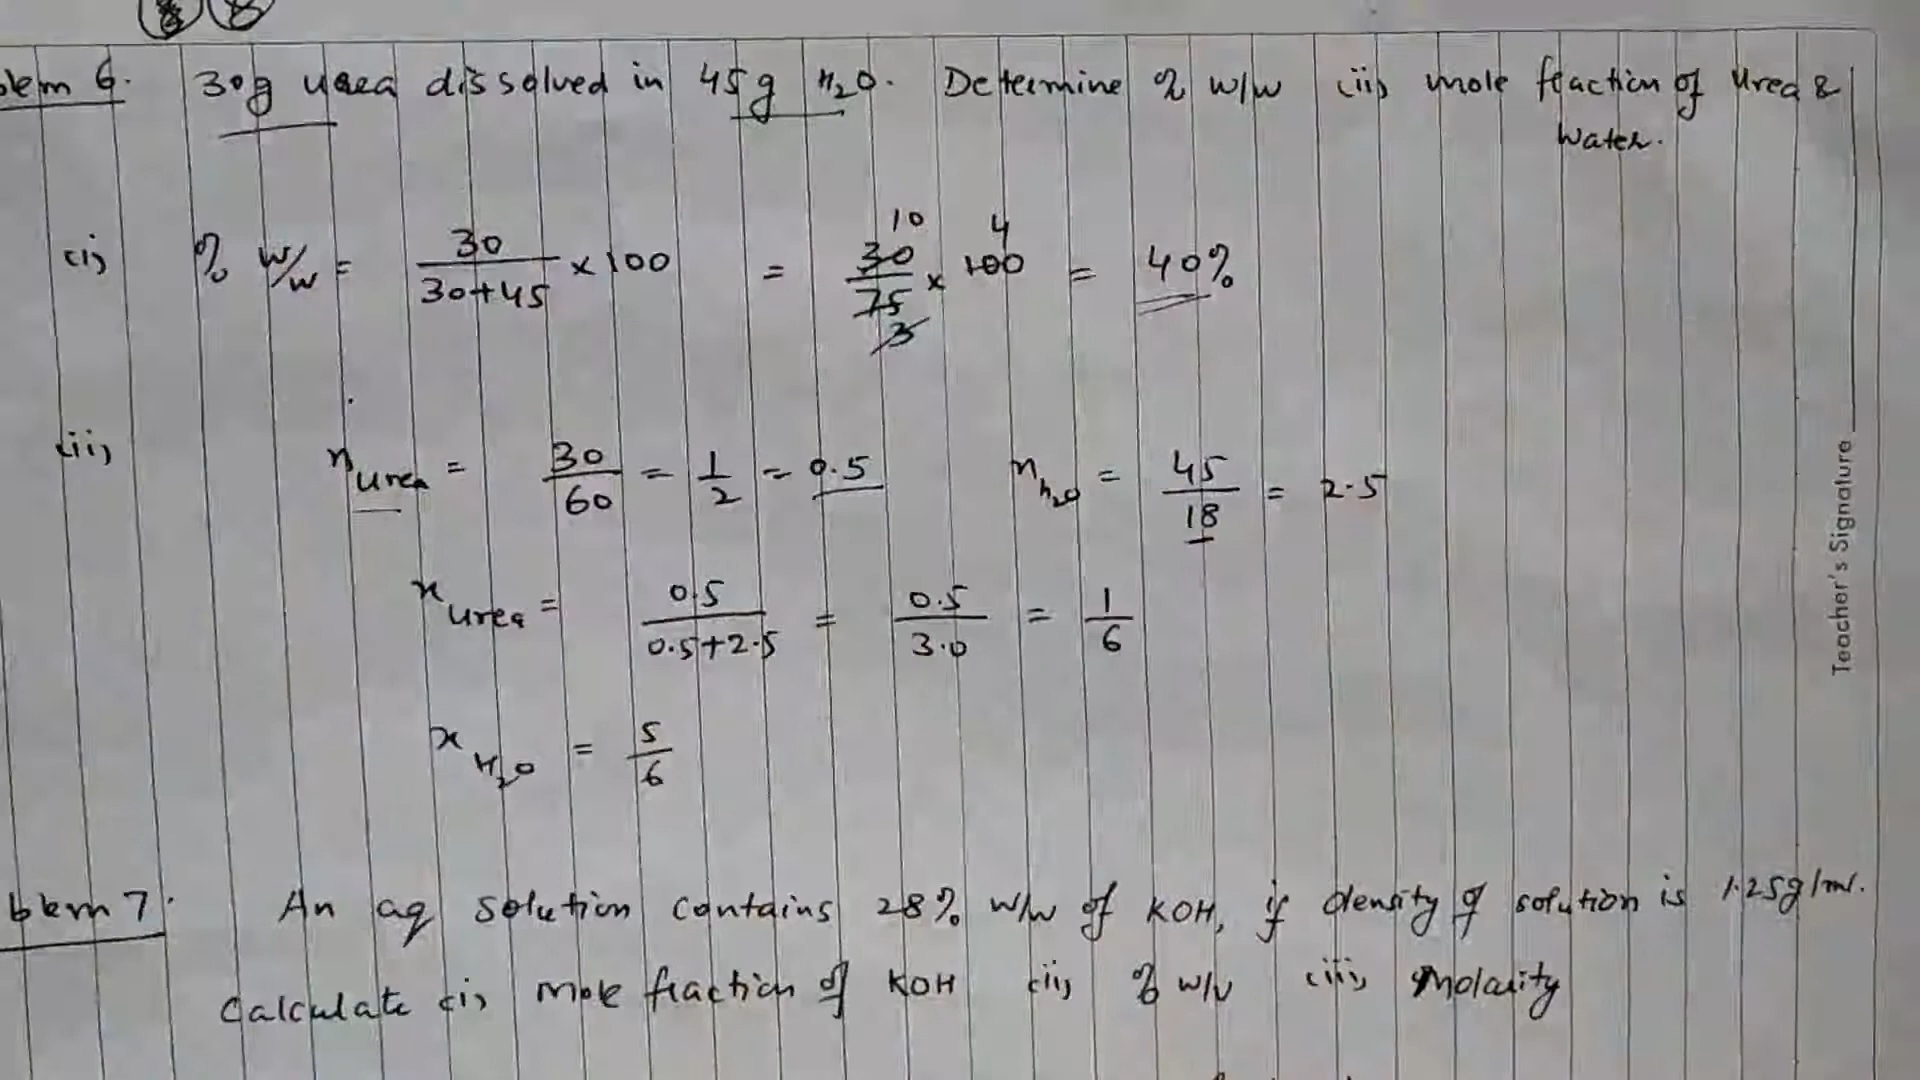 lem 6. 30g urea dissolved in 45g H₂O. Determine % w/w (ii) mole fraction of Urea &
Water.
(i) % w/w = 30/(30+45) × 100 = 30/75 × 100 = 40%
10 4
3
(ii) n Urea = 30/60 = 1/2 = 0.5 n H₂O = 45/18 = 2.5
x Urea = 0.5/(0.5+2.5) = 0.5/3.0 = 1/6
x H₂O = 5/6
blem 7. An aq solution contains 28% w/w of KOH, if density of solution is 1.25g/ml.
Calculate (i) mole fraction of KOH (ii) % w/v (iii) Molarity
Teacher's Signature